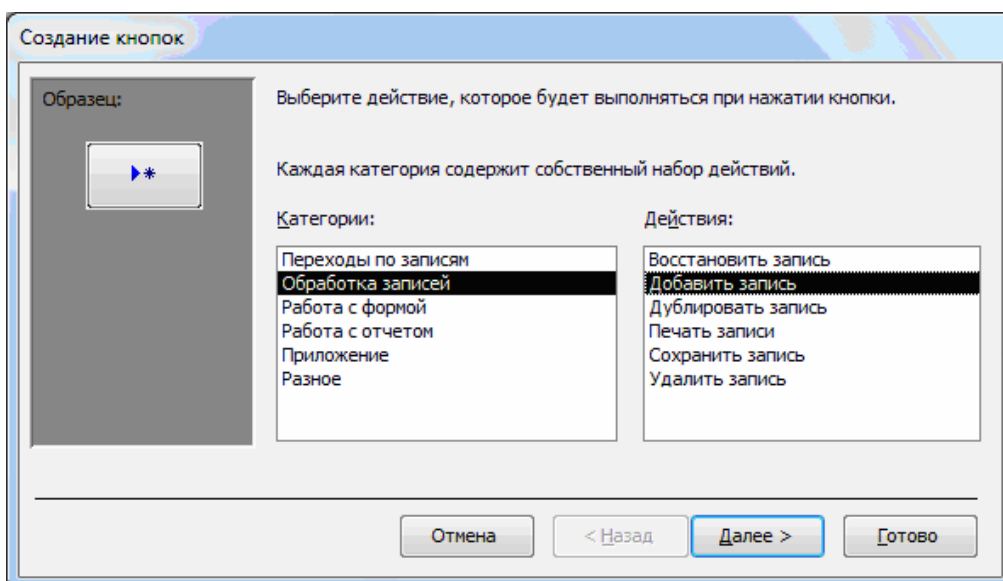 Создание кнопок
Образец:
Выберите действие, которое будет выполняться при нажатии кнопки.
Каждая категория содержит собственный набор действий.
Категории:
Переходы по записям
Обработка записей
Работа с формой
Работа с отчетом
Приложение
Разное
Действия:
Восстановить запись
Добавить запись
Дублировать запись
Печать записи
Сохранить запись
Удалить запись
Отмена
< Назад
Далее >
Готово